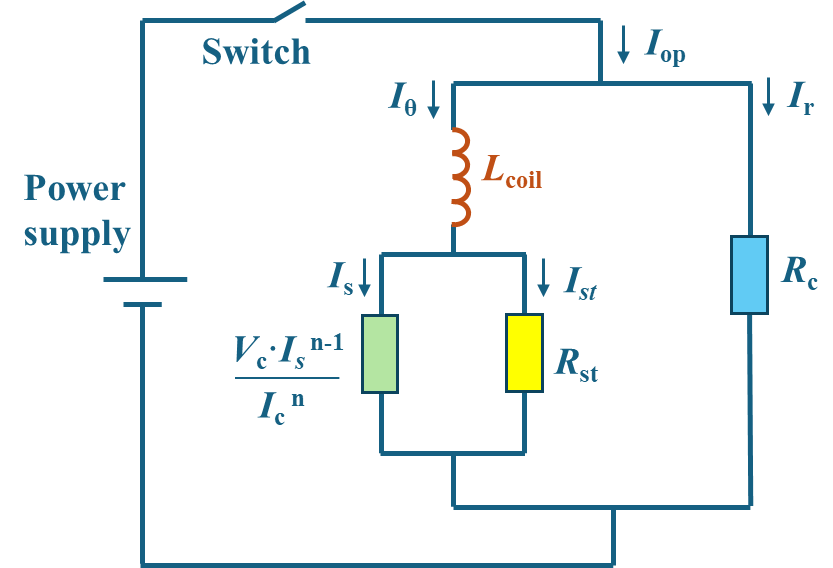 Switch
I_op
I_θ
I_r
L_coil
Power
supply
I_s
I_st
R_c
V_c·I_s^n-1
I_c^n
R_st